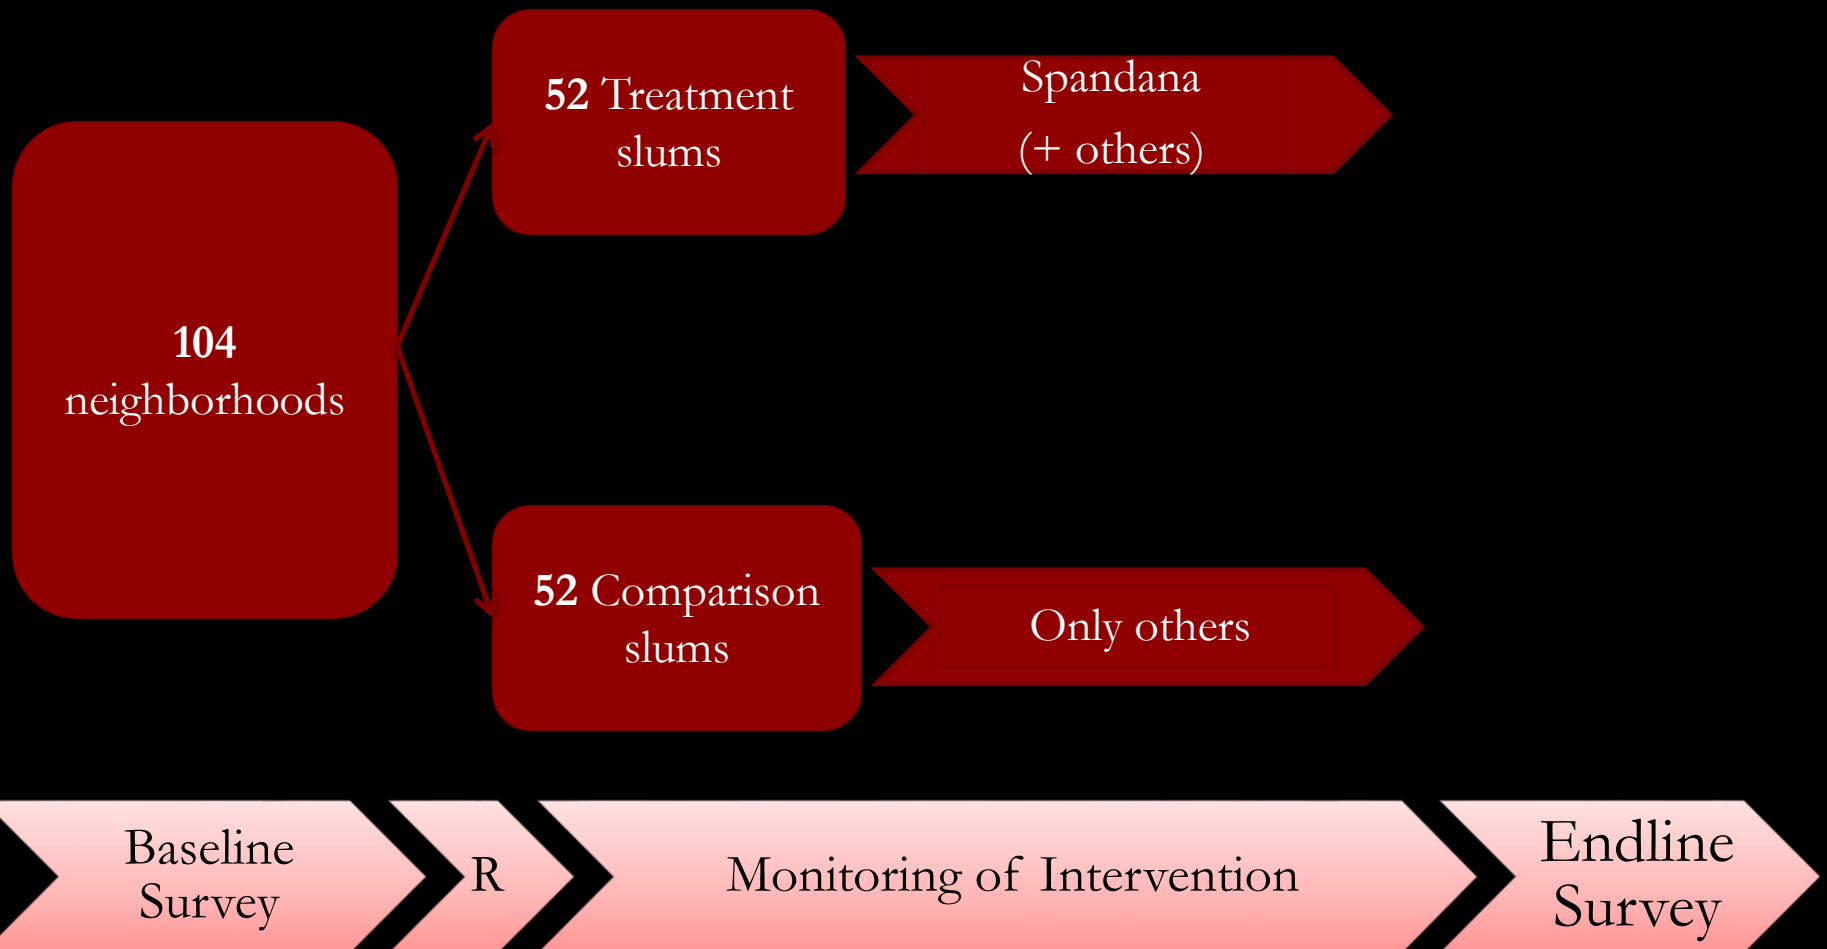 104
neighborhoods
52 Treatment
slums
Spandana
(+ others)
52 Comparison
slums
Only others
Baseline
Survey
R
Monitoring of Intervention
Endline
Survey